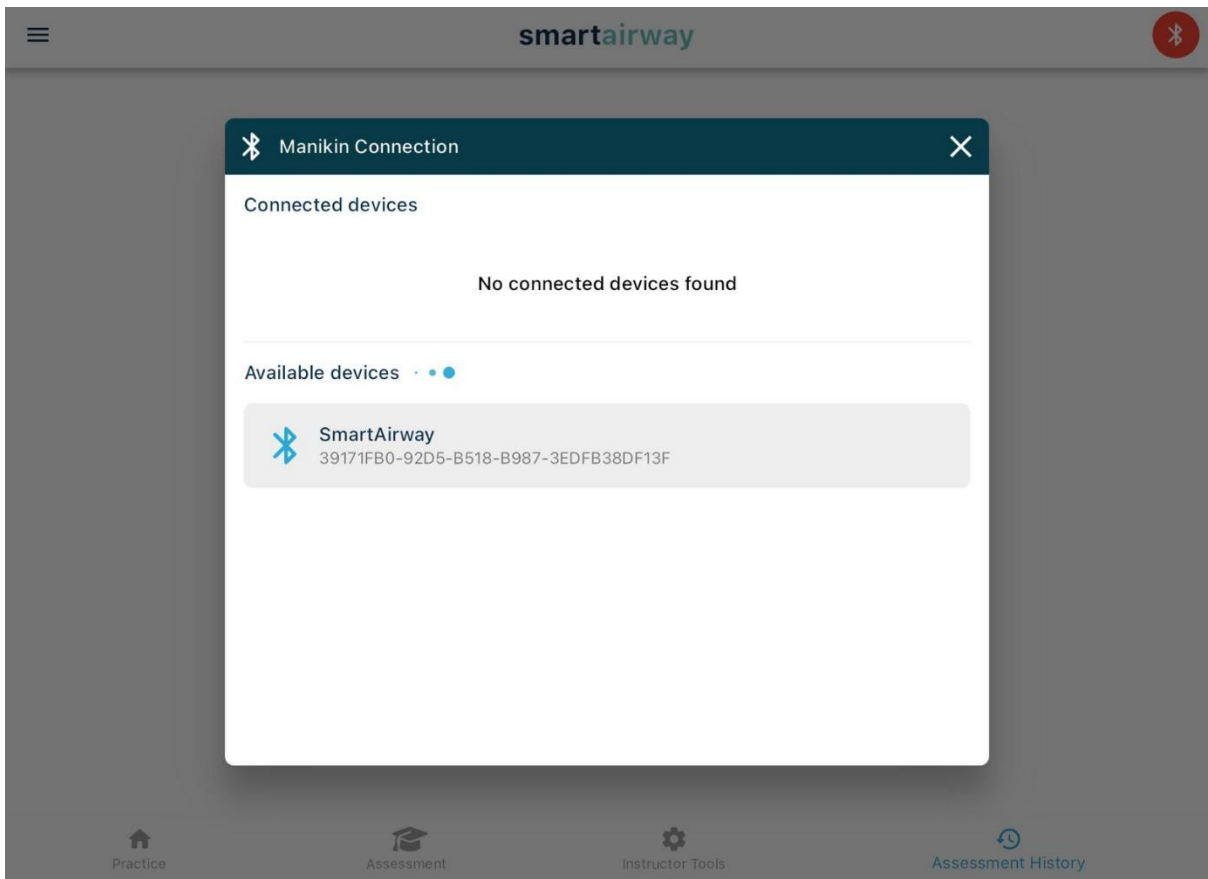 smartairway
Manikin Connection
Connected devices
No connected devices found
Available devices
SmartAirway
39171FB0-92D5-B518-B987-3EDFB38DF13F
Practice
Assessment
Instructor Tools
Assessment History